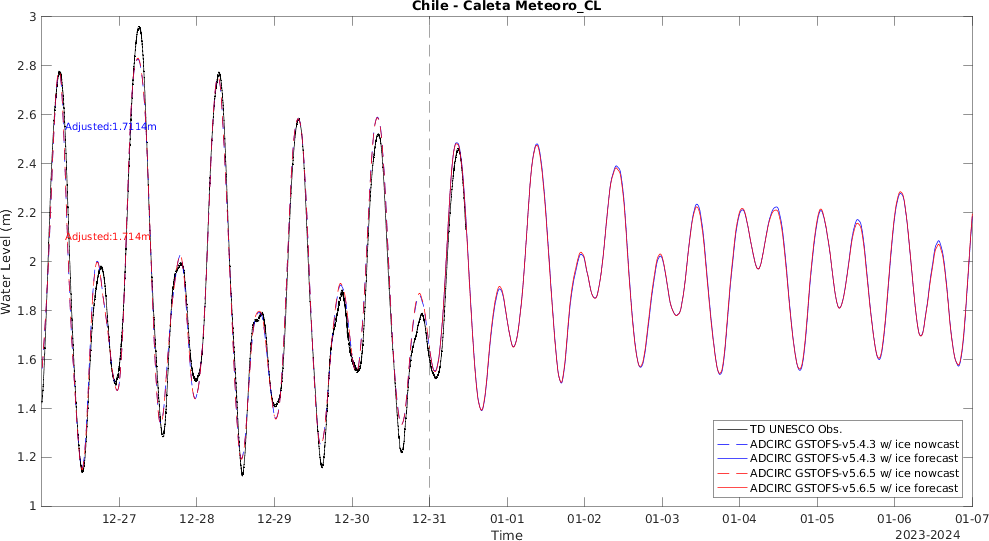 Chile - Caleta Meteoro_CL
Water Level (m)
3
2.8
2.6
2.4
2.2
2
1.8
1.6
1.4
1.2
1
Adjusted:1.7114m
Adjusted:1.714m
TD UNESCO Obs.
ADCIRC GSTOFS-v5.4.3 w/ ice nowcast
ADCIRC GSTOFS-v5.4.3 w/ ice forecast
ADCIRC GSTOFS-v5.6.5 w/ ice nowcast
ADCIRC GSTOFS-v5.6.5 w/ ice forecast
12-27 12-28 12-29 12-30 12-31 01-01 01-02 01-03 01-04 01-05 01-06 01-07
Time
2023-2024